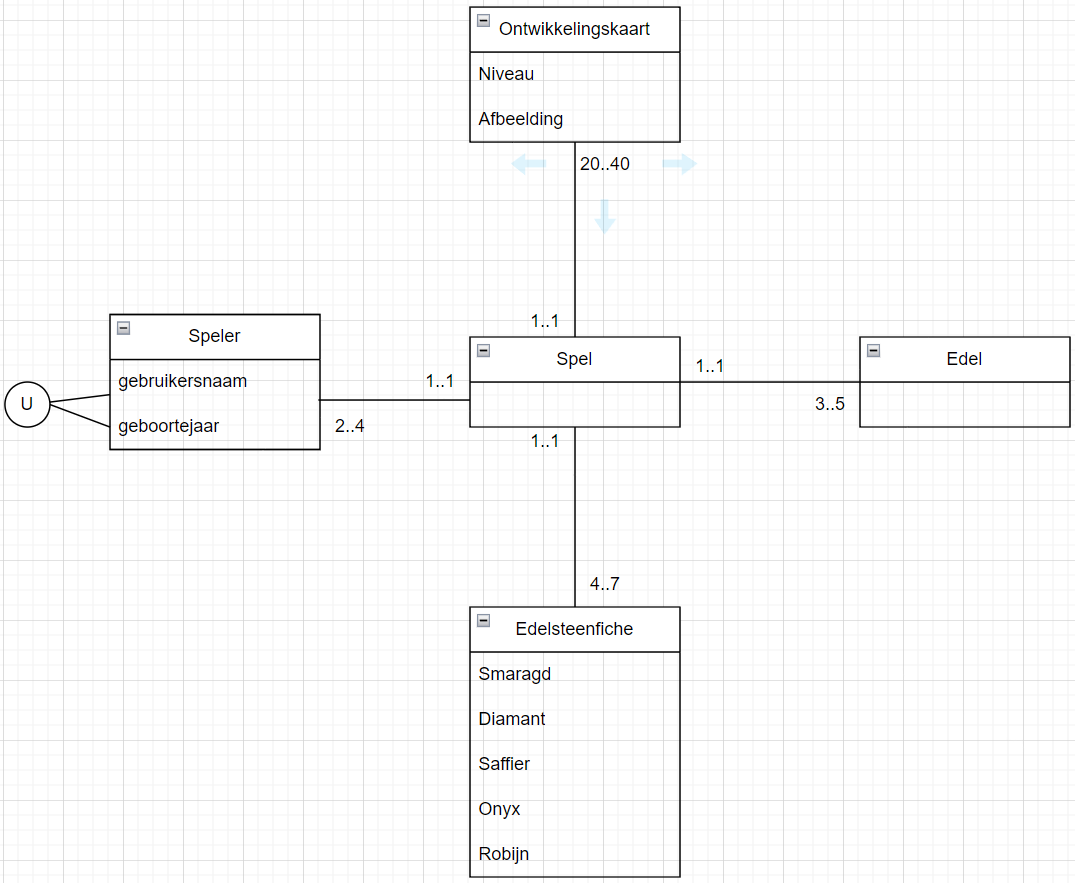 Ontwikkelingskaart
Niveau
Afbeelding
20..40
1..1
Speler
gebruikersnaam
geboortejaar
U
1..1
2..4
Spel
1..1
3..5
Edel
1..1
4..7
Edelsteenfiche
Smaragd
Diamant
Saffier
Onyx
Robijn